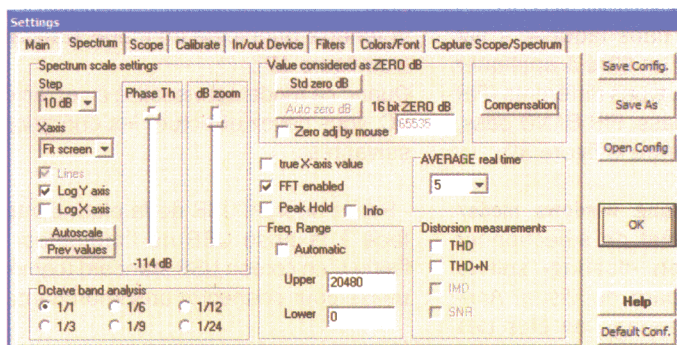 Settings
Main Spectrum Scope Calibrate In/out Device Filters Colors/Font Capture Scope/Spectrum
Spectrum scale settings
Step
10 dB
Xaxis
Fit screen
Lines
Log Y axis
Log X axis
Autoscale
Prev values
Phase Th
-114 dB
dB zoom
Octave band analysis
1/1 1/6 1/12
1/3 1/9 1/24
Value considered as ZERO dB
Std zero dB
Auto zero dB
16 bit ZERO dB
Zero adj by mouse
65535
Compensation
true X-axis value
FFT enabled
Peak Hold Info
AVERAGE real time
5
Freq. Range
Automatic
Upper 20480
Lower 0
Distorsion measurements
THD
THD+N
IMD
SNR
Save Config.
Save As
Open Config
OK
Help
Default Conf.